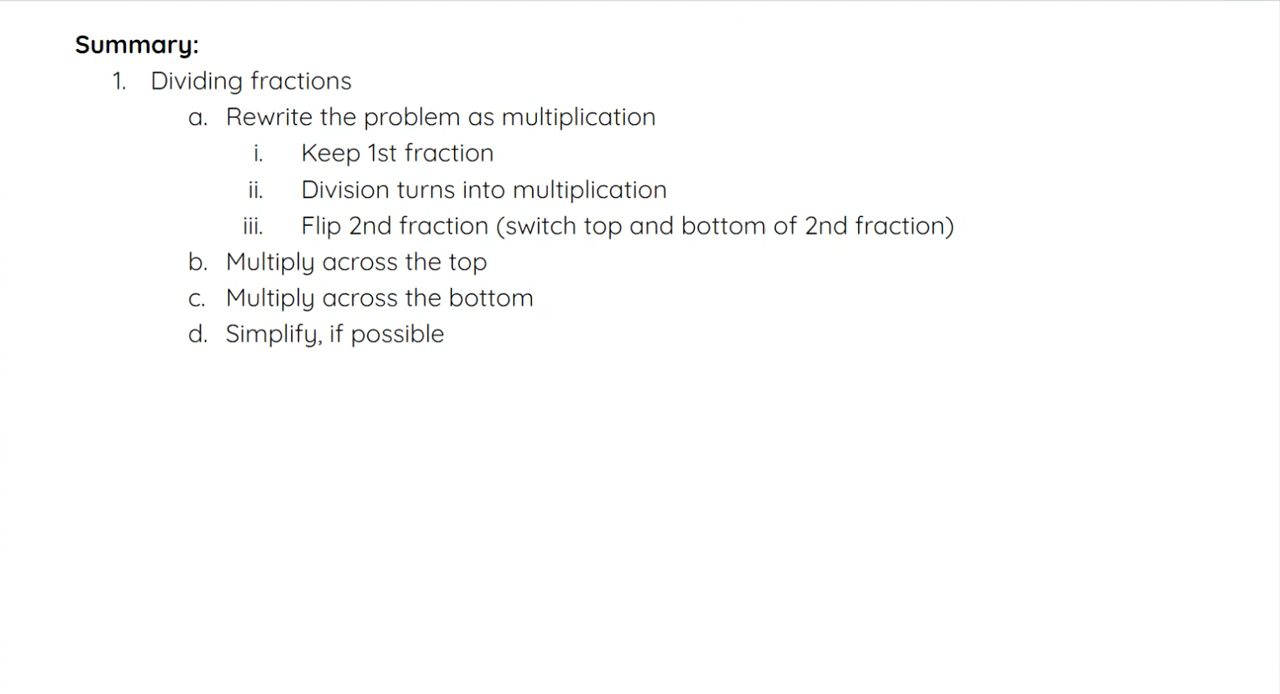 Summary:
1. Dividing fractions
a. Rewrite the problem as multiplication
i. Keep 1st fraction
ii. Division turns into multiplication
iii. Flip 2nd fraction (switch top and bottom of 2nd fraction)
b. Multiply across the top
c. Multiply across the bottom
d. Simplify, if possible